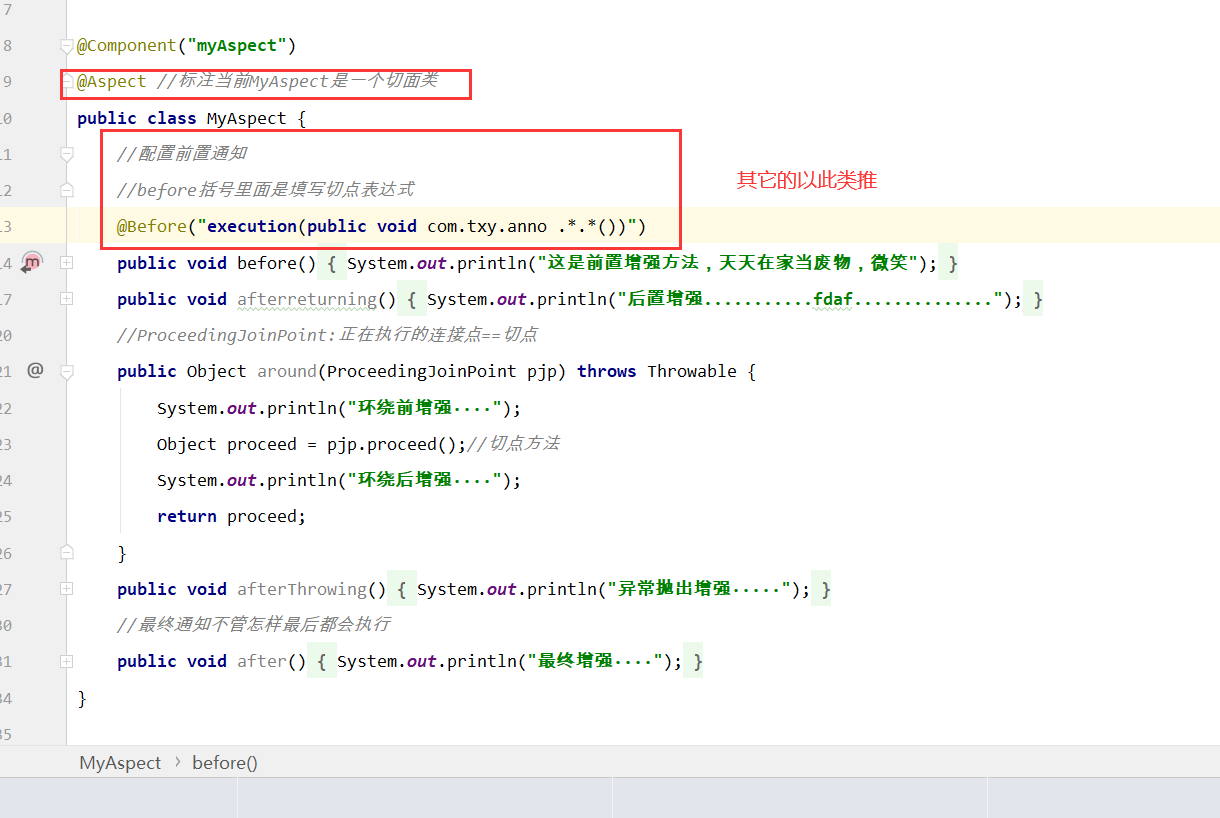 7
8 @Component("myAspect")
9 @Aspect //标注当前MyAspect是一个切面类
0 public class MyAspect {
1 //配置前置通知
2 //before括号里面是填写切点表达式
其它的以此类推
3 @Before("execution(public void com.txy.anno .*.*())")
4 public void before() { System.out.println("这是前置增强方法，天天在家当废物，微笑"); }
7 public void afterreturning() { System.out.println("后置增强...........fdaf.............."); }
20 //ProceedingJoinPoint:正在执行的连接点==切点
21 @ public Object around(ProceedingJoinPoint pjp) throws Throwable {
22 System.out.println("环绕前增强····");
23 Object proceed = pjp.proceed();//切点方法
24 System.out.println("环绕后增强····");
25 return proceed;
26 }
27 public void afterThrowing() { System.out.println("异常抛出增强·····"); }
30 //最终通知不管怎样最后都会执行
31 public void after() { System.out.println("最终增强····"); }
34 }
35
MyAspect › before()